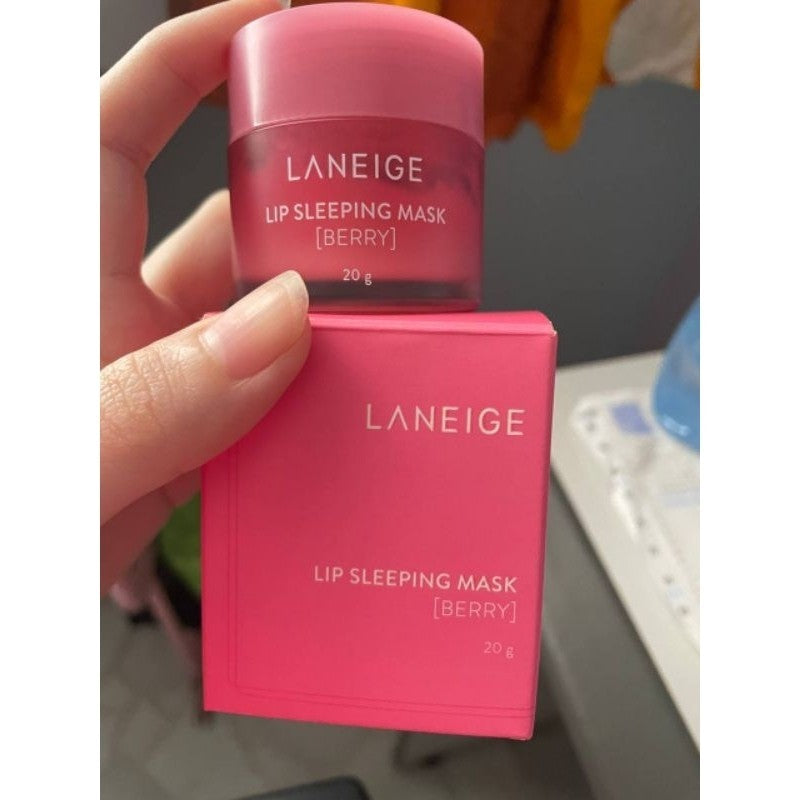 LANEIGE
LIP SLEEPING MASK
[BERRY]
20 g
LANEIGE
LIP SLEEPING MASK
[BERRY]
20 g